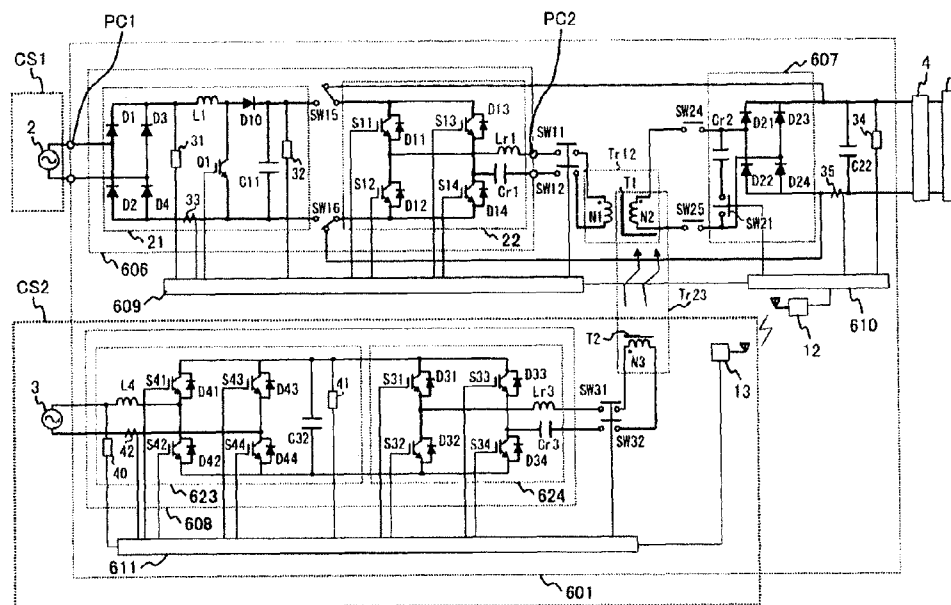 PC1
PC2
CS1
607
D1
D3
L1
D10
SW15
S11
D11
S13
D13
Lr1
SW11
SW24
Cr2
D21
D23
2
31
Q1
C11
32
SW12
Tr12
T1
34
4
S12
D12
S14
Cr1
D14
N1
N2
D22
D24
35
C22
D2
33
D4
SW16
SW25
SW21
21
22
606
609
Tr23
CS2
610
T2
12
N3
13
3
L4
S41
D41
S43
D43
41
S31
D31
S33
D33
Lr3
SW31
42
S42
S44
C32
S32
D32
S34
Cr3
SW32
40
D42
D44
D34
623
624
608
611
601